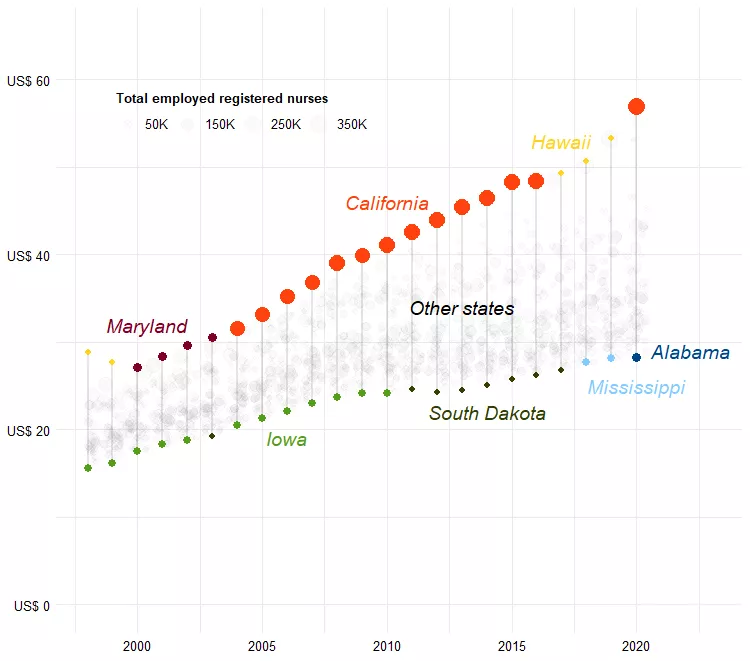 US$ 60
Total employed registered nurses
50K 150K 250K 350K
Hawaii
California
US$ 40
Other states
Maryland
Alabama
Mississippi
South Dakota
US$ 20
Iowa
US$ 0
2000 2005 2010 2015 2020